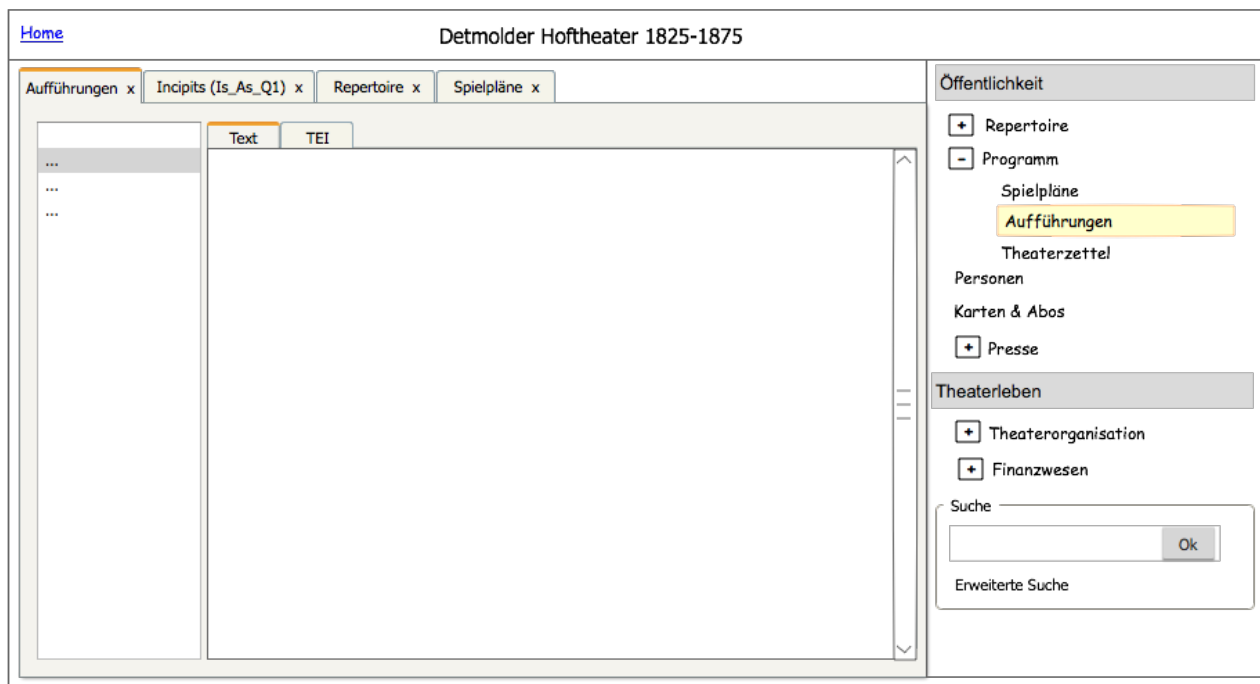 Home
Detmolder Hoftheater 1825-1875
Aufführungen x
Incipits (Is_As_Q1) x
Repertoire x
Spielpläne x
Text
TEI
...
...
...
Öffentlichkeit
+ Repertoire
- Programm
Spielpläne
Aufführungen
Theaterzettel
Personen
Karten & Abos
+ Presse
Theaterleben
+ Theaterorganisation
+ Finanzwesen
Suche
Ok
Erweiterte Suche